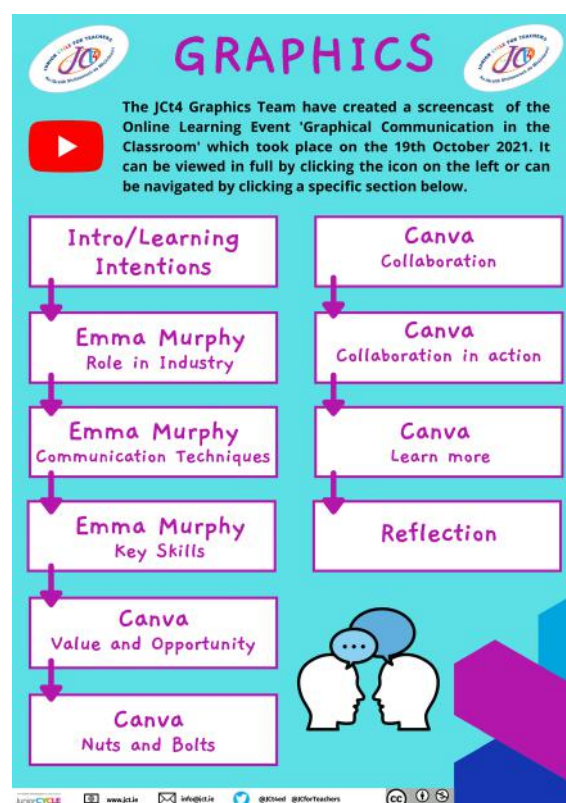 GRAPHICS
The JCt4 Graphics Team have created a screencast of the
Online Learning Event 'Graphical Communication in the
Classroom' which took place on the 19th October 2021. It
can be viewed in full by clicking the icon on the left or can
be navigated by clicking a specific section below.
Intro/Learning
Intentions
Emma Murphy
Role in Industry
Emma Murphy
Communication Techniques
Emma Murphy
Key Skills
Canva
Value and Opportunity
Canva
Nuts and Bolts
Canva
Collaboration
Canva
Collaboration in action
Canva
Learn more
Reflection
JuniorCYCLE
www.jct.ie
info@jct.ie
@JCt4ed @JCforTeachers
cc